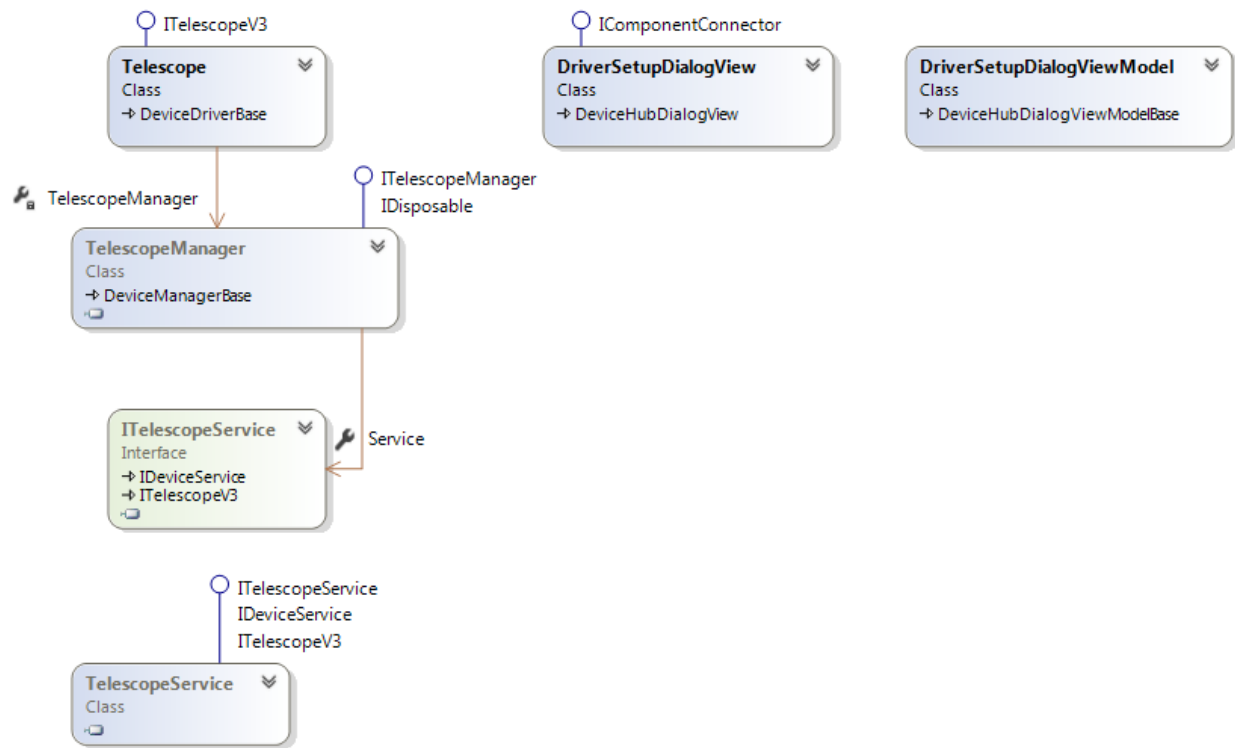 ITelescopeV3
Telescope
Class
DeviceDriverBase
IComponentConnector
DriverSetupDialogView
Class
DeviceHubDialogView
DriverSetupDialogViewModel
Class
DeviceHubDialogViewModelBase
TelescopeManager
ITelescopeManager
IDisposable
TelescopeManager
Class
DeviceManagerBase
ITelescopeService
Interface
IDeviceService
ITelescopeV3
Service
ITelescopeService
IDeviceService
ITelescopeV3
TelescopeService
Class